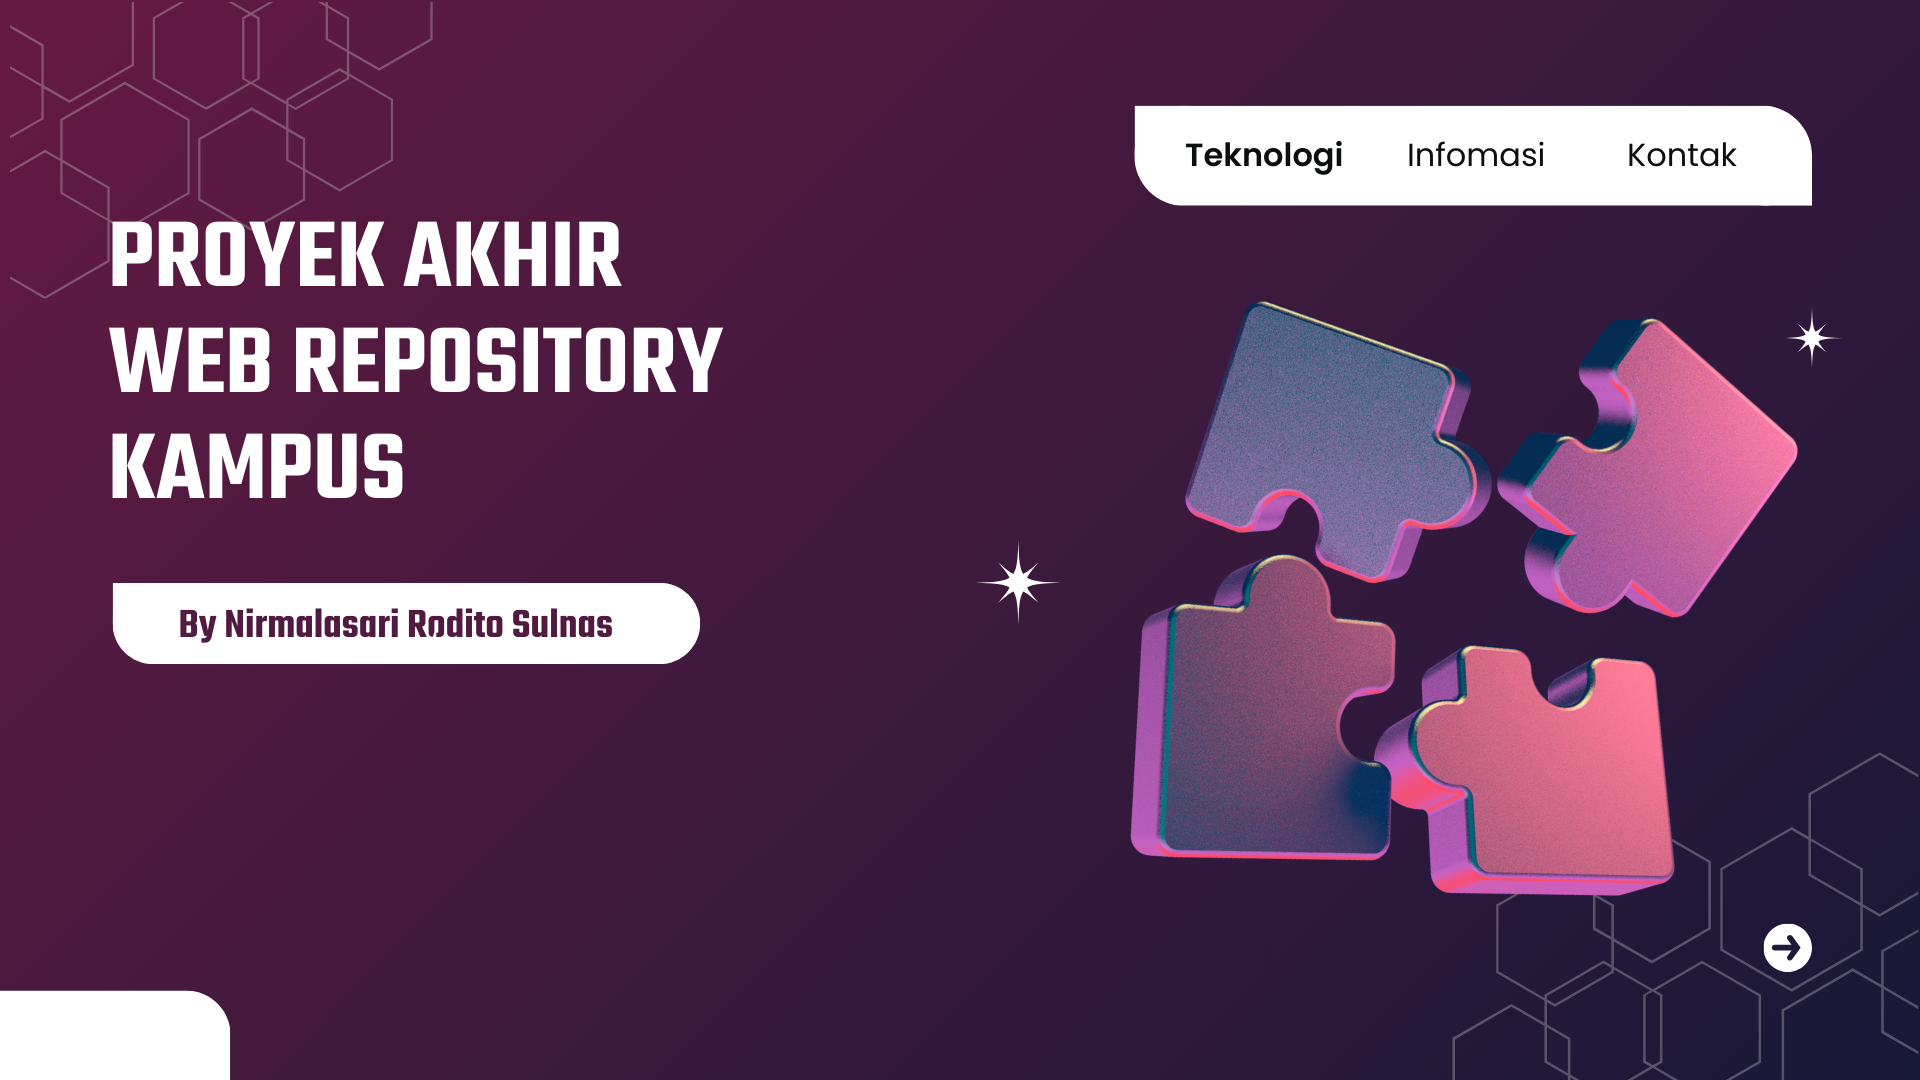 Teknologi Infomasi Kontak
PROYEK AKHIR
WEB REPOSITORY
KAMPUS
By Nirmalasari Rodito Sulnas